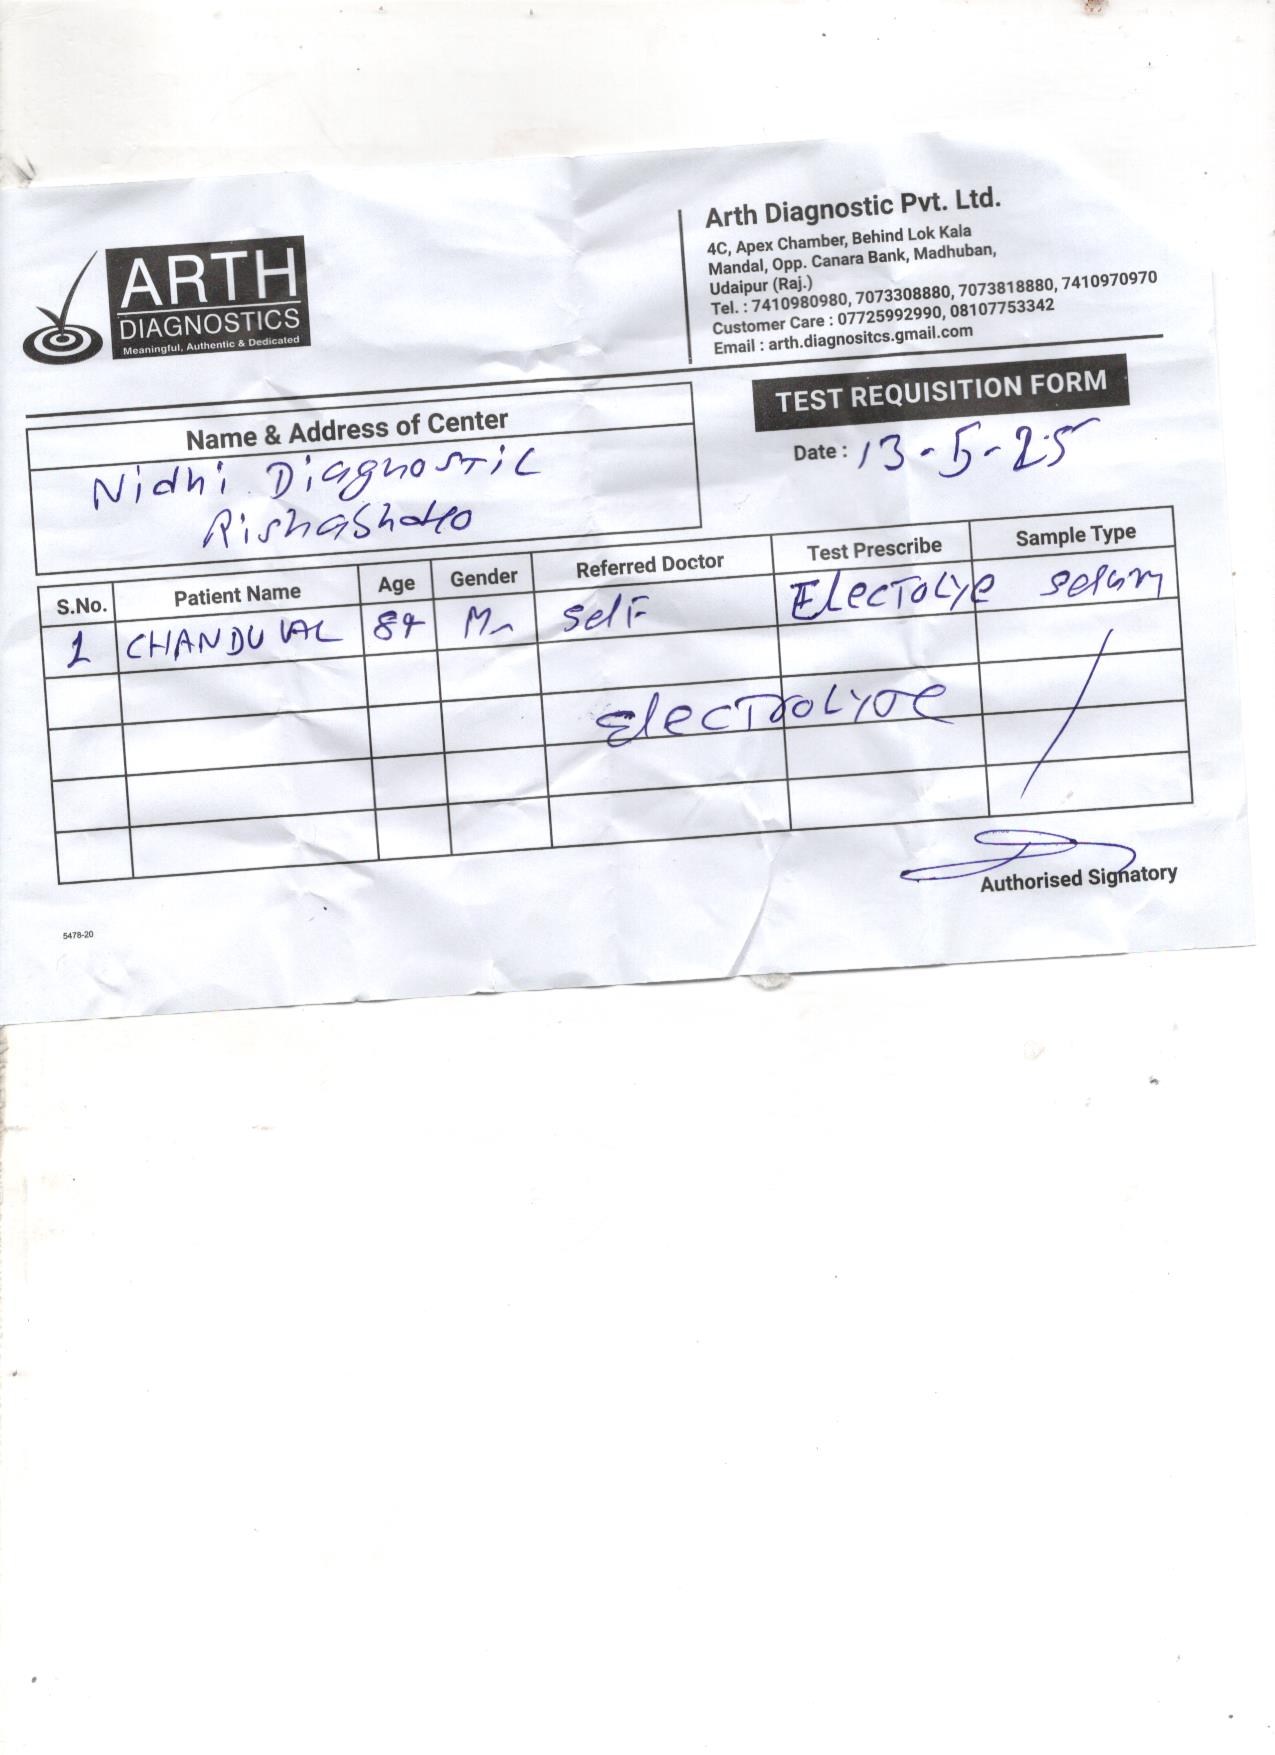 ARTH
DIAGNOSTICS
Meaningful, Authentic & Dedicated
Arth Diagnostic Pvt. Ltd.
4C, Apex Chamber, Behind Lok Kala
Mandal, Opp. Canara Bank, Madhuban,
Udaipur (Raj.)
Tel. : 7410980980, 7073308880, 7073818880, 7410970970
Customer Care : 07725992990, 08107753342
Email : arth.diagnositcs.gmail.com
TEST REQUISITION FORM
Date : 13-5-25
Name & Address of Center
Nidhi Diagnostic
S.No. Patient Name Age Gender Referred Doctor Test Prescribe Sample Type
1 CHANDU LAL M Self Electolye Serum
Electrolyte
Authorised Signatory
5478-20